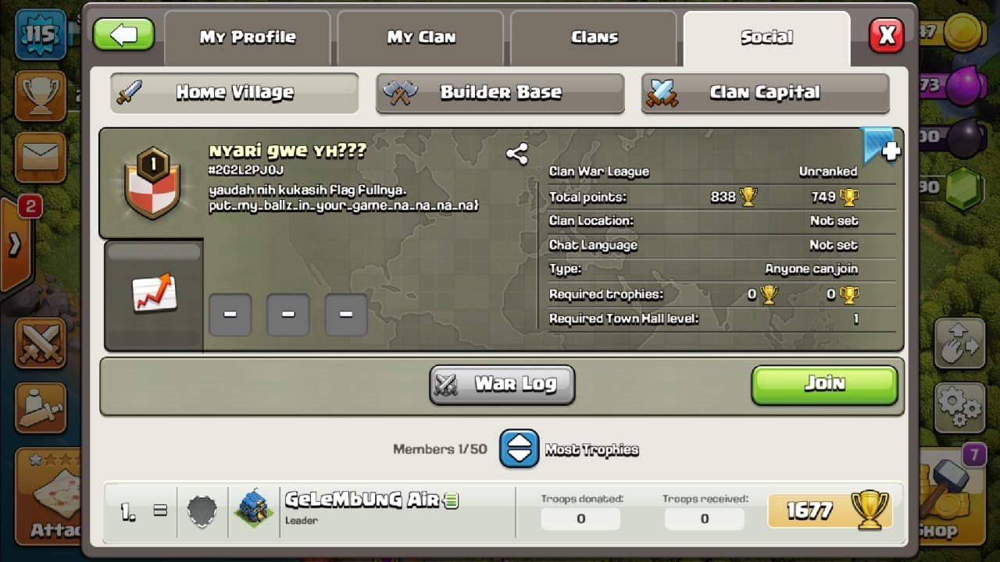 115
My Profile
My Clan
Clans
Social
X
47
Home Village
Builder Base
Clan Capital
73
1
NYARi gwe YH???
#2G2L2PJ0J
yaudah nih kukasih flag fullnya.
put_my_ballz_in_your_game_na_na_na_na}
Clan War League
Unranked
Total points:
838
749
Clan Location:
Not set
Chat Language
Not set
Type:
Anyone can join
Required trophies:
0
0
Required Town Hall level:
1
00
90
2
- - -
War Log
Join
Members 1/50
Most Trophies
7
1.
=
GeLeMbUnG Air
Leader
Troops donated:
0
Troops received:
0
1677
Attac
Shop